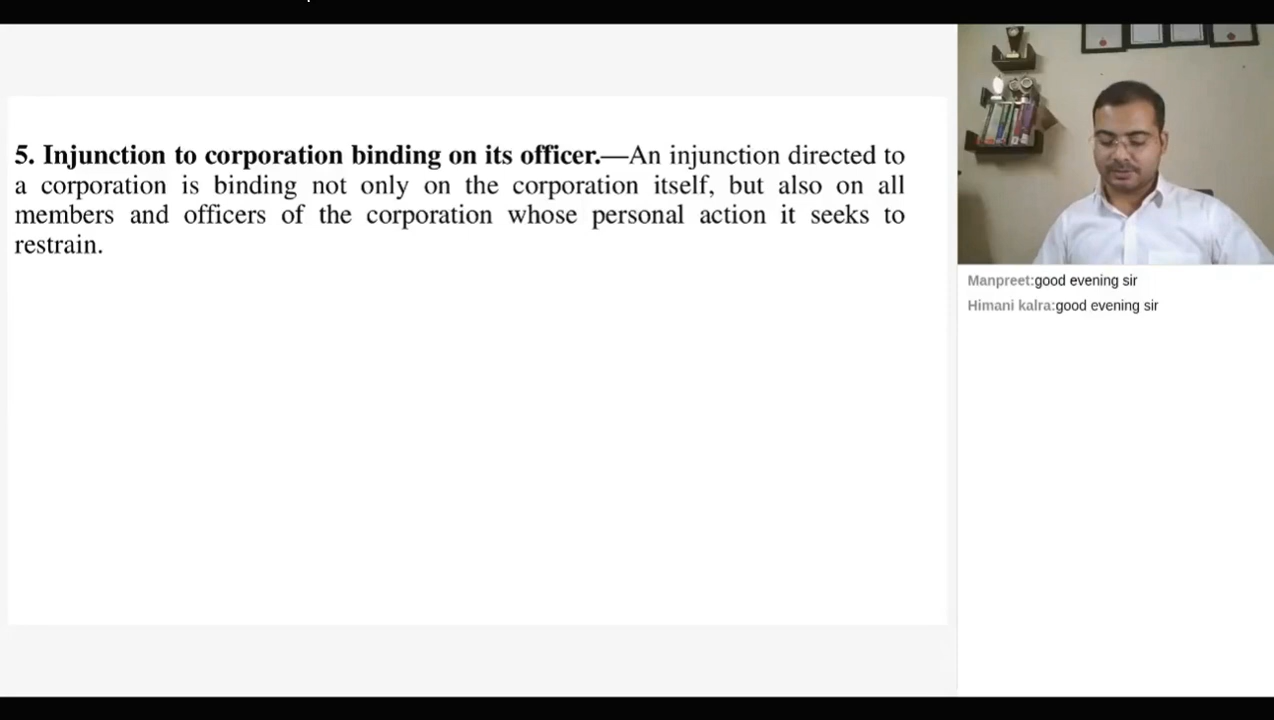 5. Injunction to corporation binding on its officer.—An injunction directed to
a corporation is binding not only on the corporation itself, but also on all
members and officers of the corporation whose personal action it seeks to
restrain.
Manpreet:good evening sir
Himani kalra:good evening sir